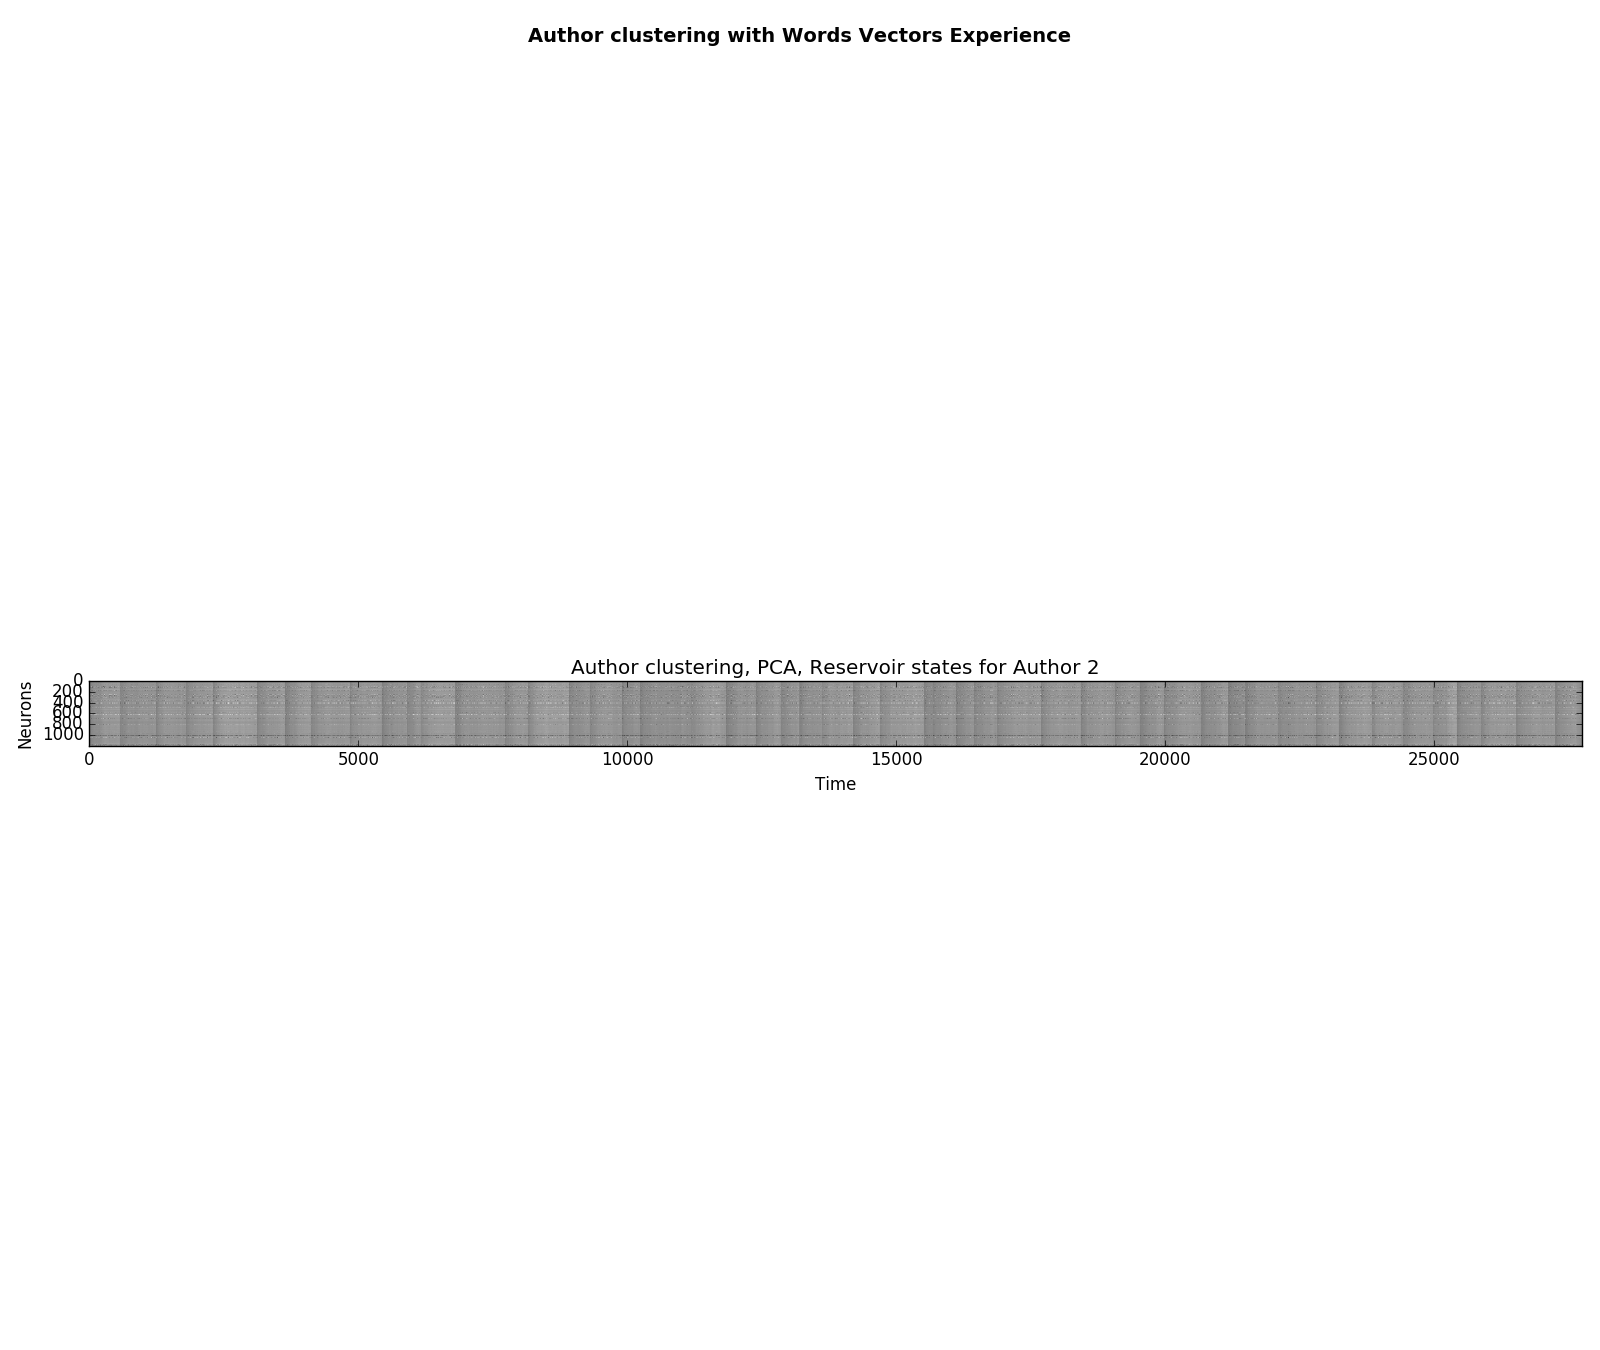 Author clustering with Words Vectors Experience
Author clustering, PCA, Reservoir states for Author 2
Neurons
0
200
400
600
800
1000
0 5000 10000 15000 20000 25000
Time